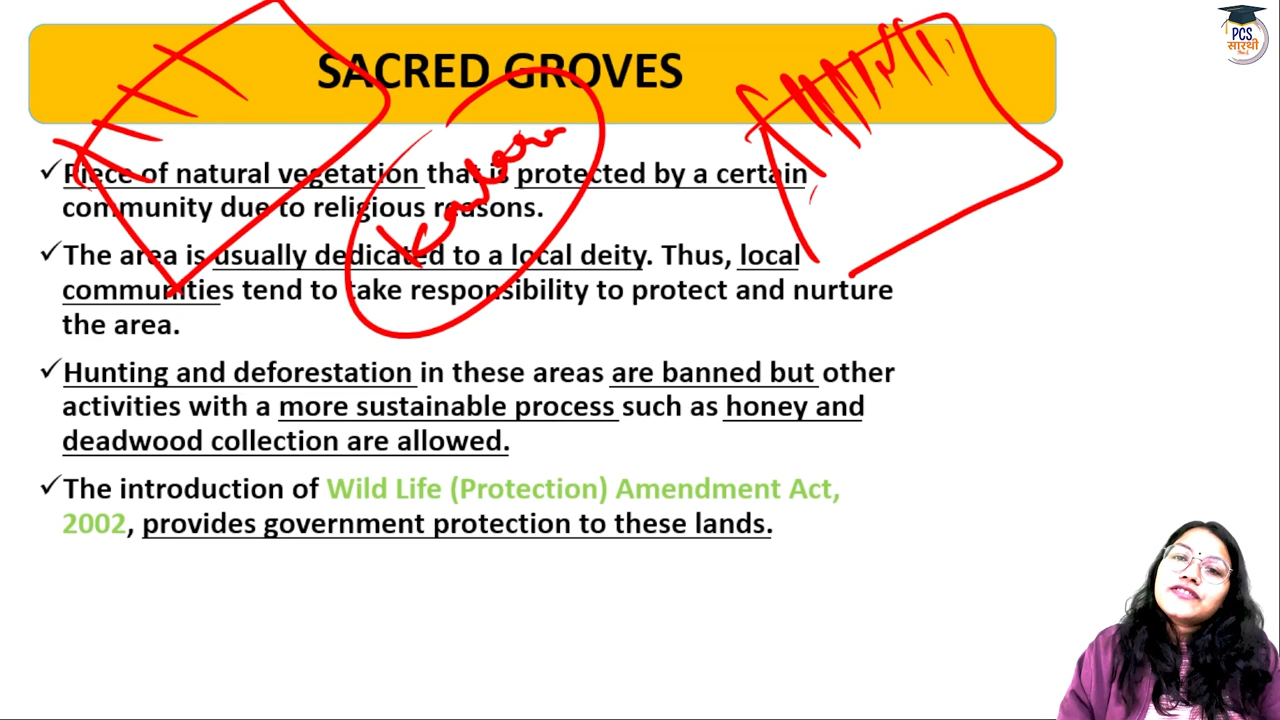 SACRED GROVES
PCS
सारथी
✓Piece of natural vegetation that is protected by a certain
community due to religious reasons.
✓The area is usually dedicated to a local deity. Thus, local
communities tend to take responsibility to protect and nurture
the area.
✓Hunting and deforestation in these areas are banned but other
activities with a more sustainable process such as honey and
deadwood collection are allowed.
✓The introduction of Wild Life (Protection) Amendment Act,
2002, provides government protection to these lands.